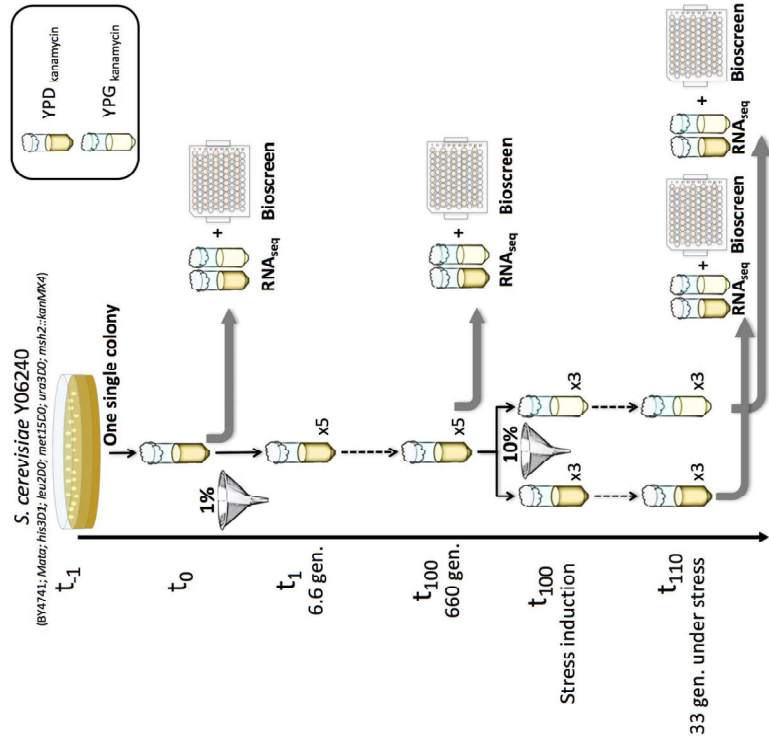 S. cerevisiae Y06240
(BY4741; Mata; his3D1; leu2D0; met15D0; ura3D0; msh2::kanMX4)
YPD kanamycin
YPG kanamycin
t-1
One single colony
t0
+
RNAseq
Bioscreen
1%
t1
6.6 gen.
x5
t100
660 gen.
x5
+
RNAseq
Bioscreen
10%
t100
Stress induction
x3
x3
t110
33 gen. under stress
x3
x3
+
RNAseq
Bioscreen
+
RNAseq
Bioscreen